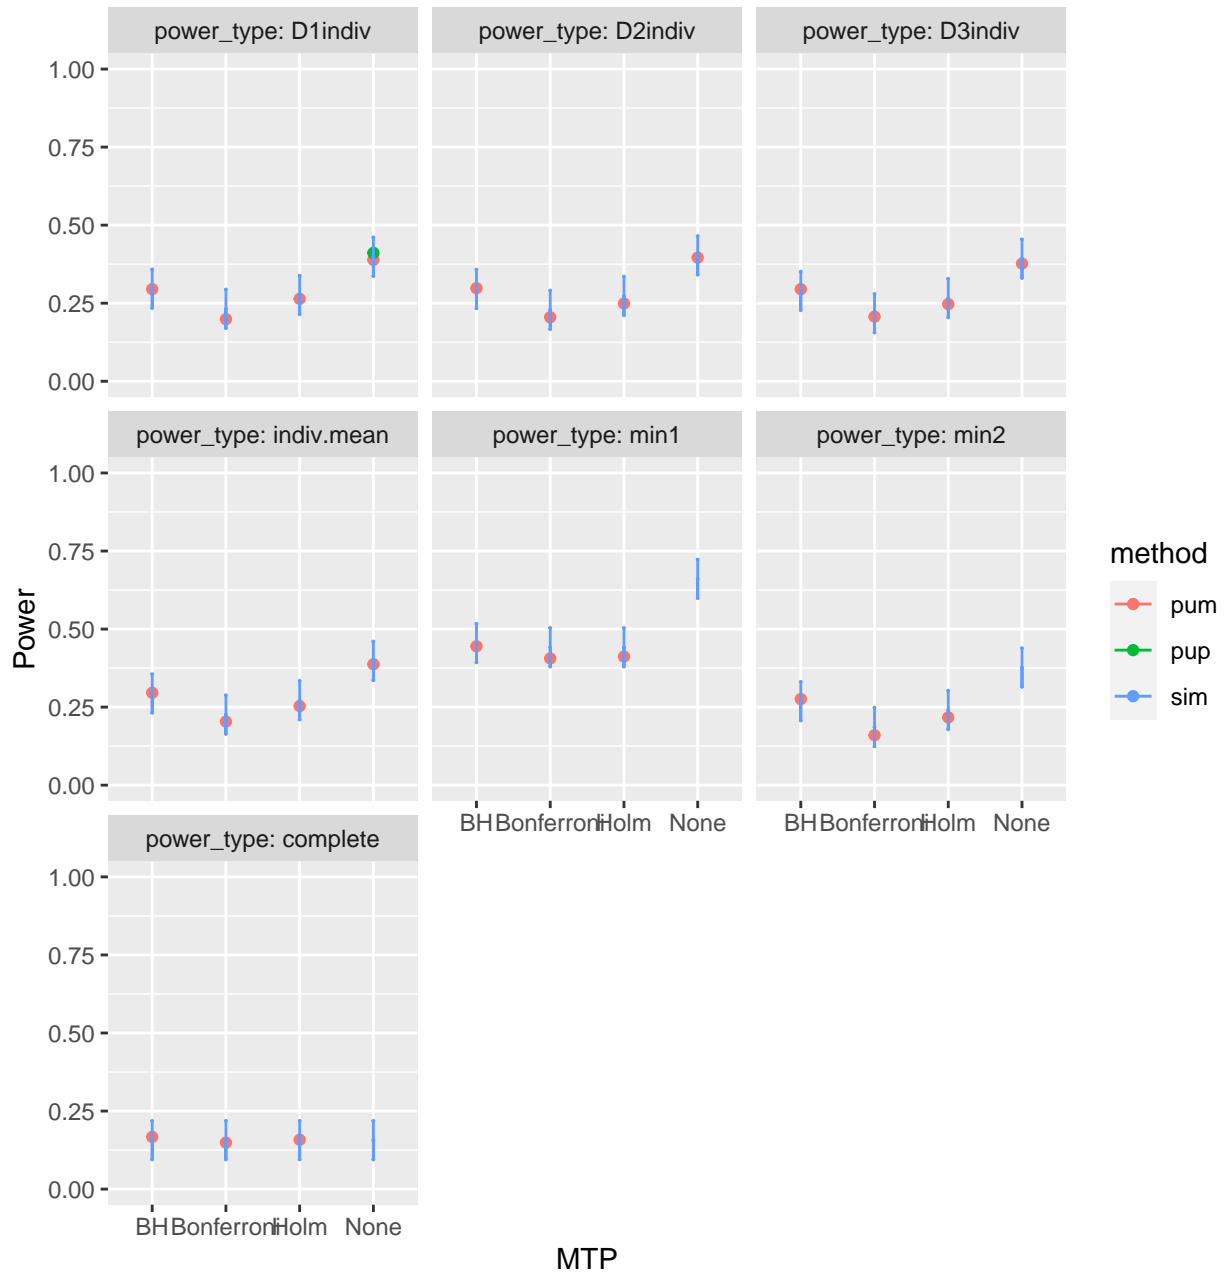 power_type: D1indiv
power_type: D2indiv
power_type: D3indiv
1.00
0.75
0.50
0.25
0.00
power_type: indiv.mean
power_type: min1
power_type: min2
1.00
0.75
0.50
0.25
0.00
BH Bonferroni Holm None
BH Bonferroni Holm None
power_type: complete
1.00
0.75
0.50
0.25
0.00
BH Bonferroni Holm None
Power
MTP
method
pum
pup
sim